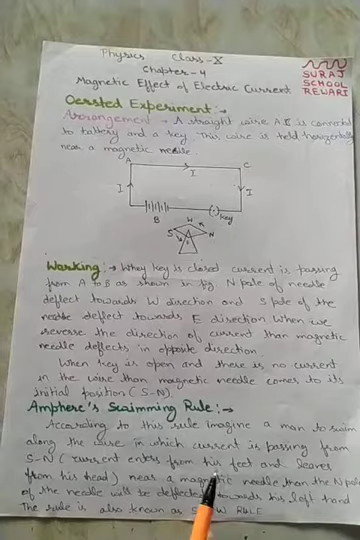 Physics Class-X
Chapter-4
Magnetic Effect of Electric Current
SURAJ
SCHOOL
REWARI
Oersted Experiment:→
Arrangement → A straight wire AC is connected
to battery and a key. This wire is held horizontally
near a magnetic needle.
A C
I
I I
B key
W
S N
Working:→ Whey key is closed current is passing
from A to B as shown in fig N pole of needle
deflect towards W direction and S pole of the
needle deflect towards E direction When we
reverse the direction of current than magnetic
needle deflects in opposite direction.
When key is open and there is no current
in the wire than magnetic needle comes to its
initial position (S-N).
Amphere's Swimming Rule:→
According to this rule imagine a man to swim
along the wire in which current is passing from
S-N (current enters from his feet and leaves
from his head) near a magnetic needle than the N pole
of the needle will be deflected towards his left hand
The rule is also known as RULE